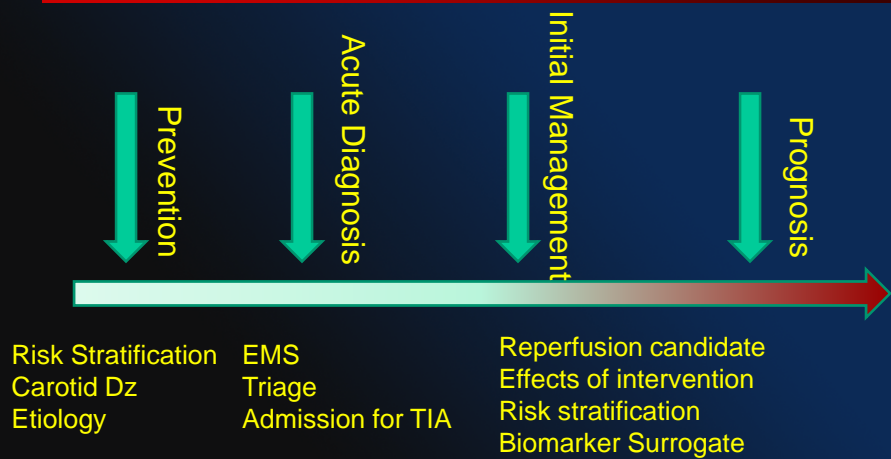 Prevention
Acute Diagnosis
Initial Management
Prognosis
Risk Stratification
Carotid Dz
Etiology
EMS
Triage
Admission for TIA
Reperfusion candidate
Effects of intervention
Risk stratification
Biomarker Surrogate